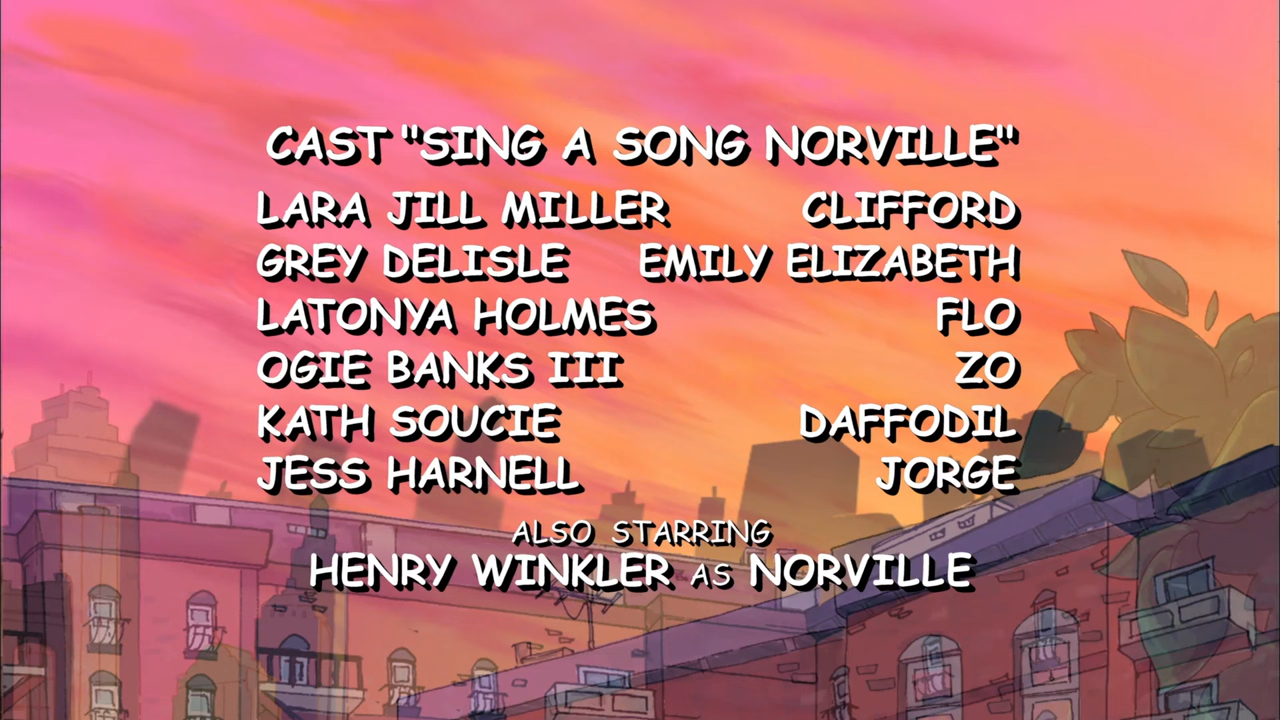 CAST "SING A SONG NORVILLE"
LARA JILL MILLER CLIFFORD
GREY DELISLE EMILY ELIZABETH
LATONYA HOLMES FLO
OGIE BANKS III ZO
KATH SOUCIE DAFFODIL
JESS HARNELL JORGE
ALSO STARRING
HENRY WINKLER AS NORVILLE